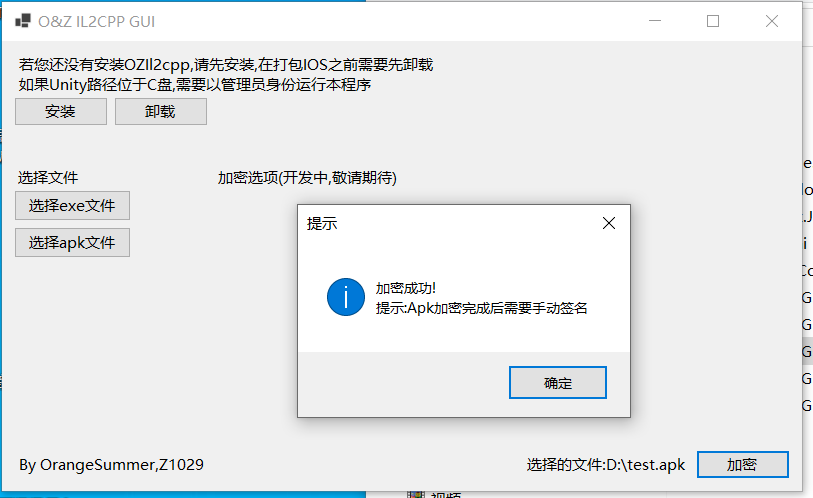 O&Z IL2CPP GUI
若您还没有安装OZIl2cpp,请先安装,在打包IOS之前需要先卸载
如果Unity路径位于C盘,需要以管理员身份运行本程序
安装 卸载
选择文件 加密选项(开发中,敬请期待)
选择exe文件
选择apk文件
提示
加密成功!
提示:Apk加密完成后需要手动签名
确定
By OrangeSummer,Z1029 选择的文件:D:\test.apk 加密